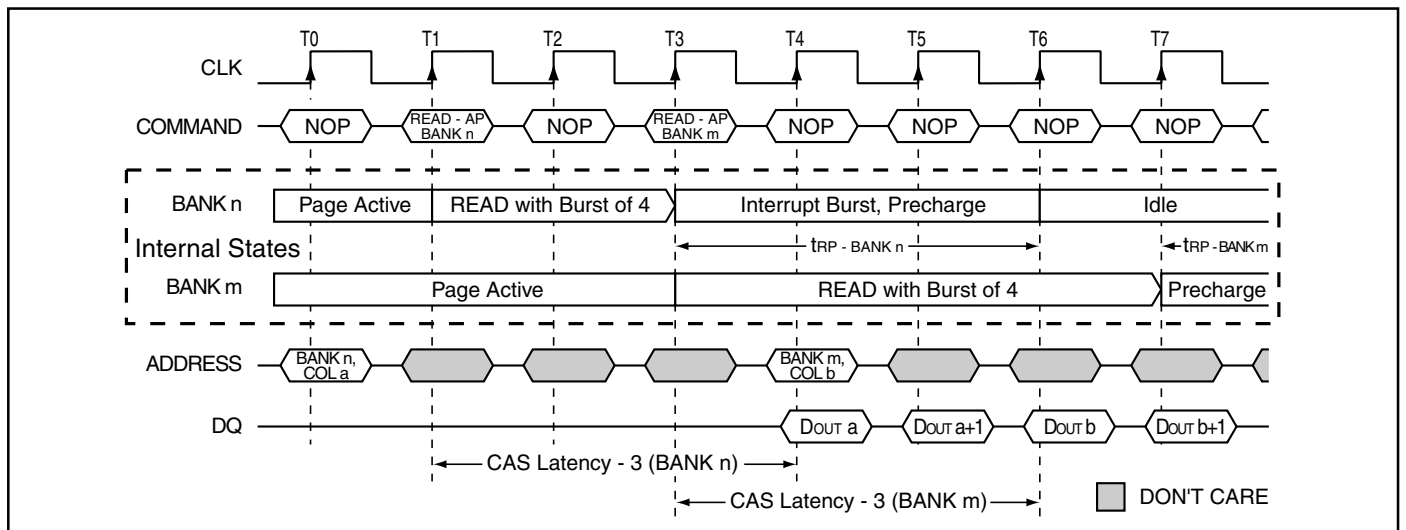 T0 T1 T2 T3 T4 T5 T6 T7
CLK
COMMAND NOP READ - AP BANK n NOP READ - AP BANK m NOP NOP NOP NOP
BANK n Page Active READ with Burst of 4 Interrupt Burst, Precharge Idle
Internal States tRP - BANK n tRP - BANK m
BANK m Page Active READ with Burst of 4 Precharge
ADDRESS BANK n, COL a BANK m, COL b
DQ DOUT a DOUT a+1 DOUT b DOUT b+1
CAS Latency - 3 (BANK n)
CAS Latency - 3 (BANK m) DON'T CARE